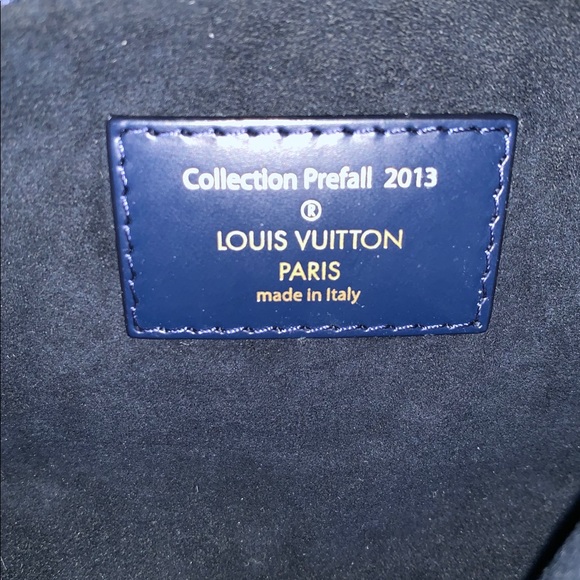 Collection Prefall 2013
®
LOUIS VUITTON
PARIS
made in Italy